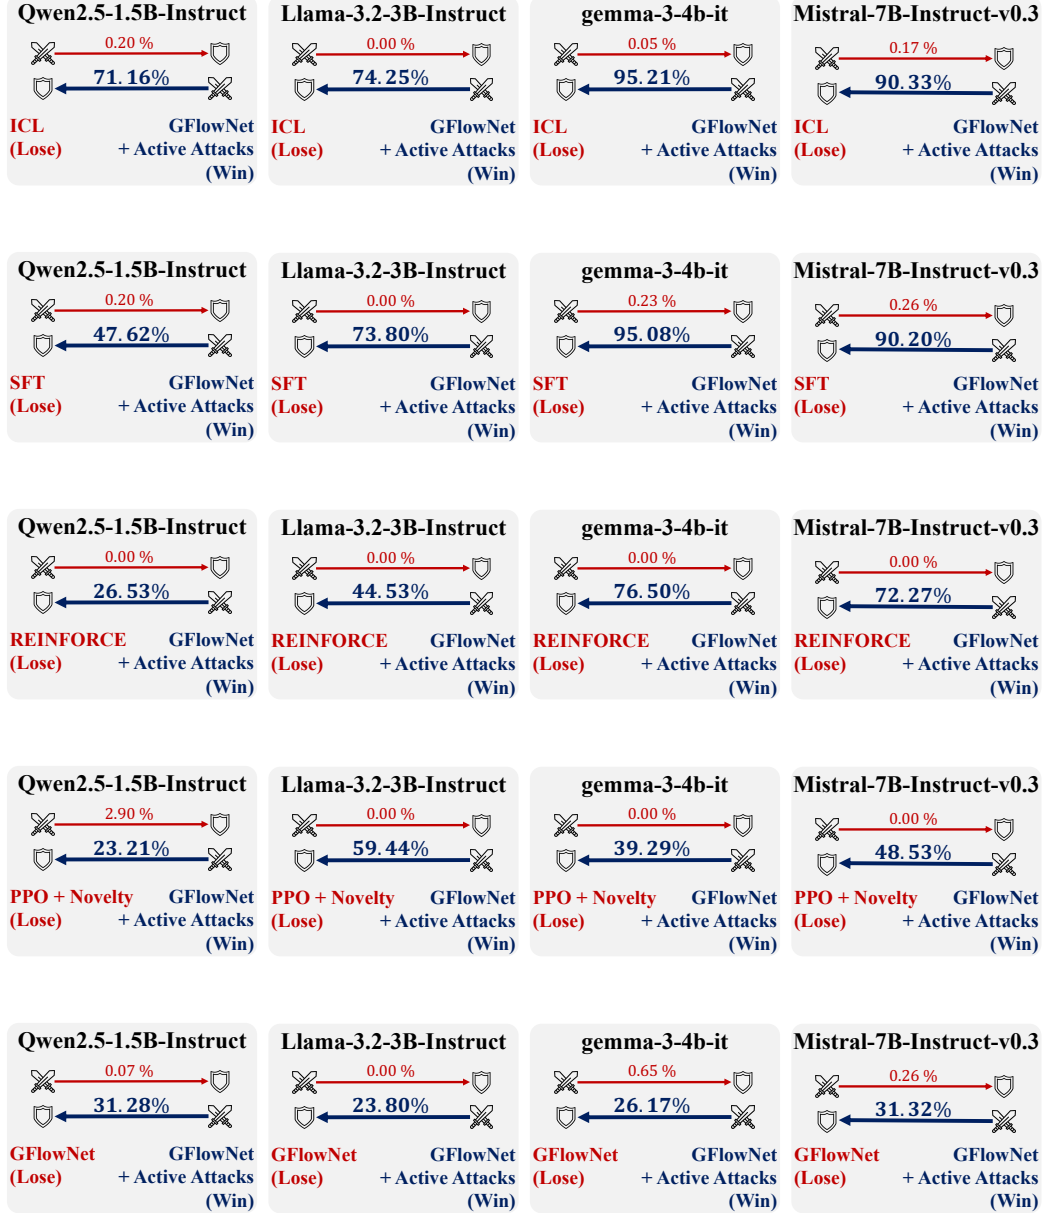 Qwen2.5-1.5B-Instruct
0.20 %
71.16%
ICL
(Lose)
GFlowNet
+ Active Attacks
(Win)
Llama-3.2-3B-Instruct
0.00 %
74.25%
ICL
(Lose)
GFlowNet
+ Active Attacks
(Win)
gemma-3-4b-it
0.05 %
95.21%
ICL
(Lose)
GFlowNet
+ Active Attacks
(Win)
Mistral-7B-Instruct-v0.3
0.17 %
90.33%
ICL
(Lose)
GFlowNet
+ Active Attacks
(Win)
Qwen2.5-1.5B-Instruct
0.20 %
47.62%
SFT
(Lose)
GFlowNet
+ Active Attacks
(Win)
Llama-3.2-3B-Instruct
0.00 %
73.80%
SFT
(Lose)
GFlowNet
+ Active Attacks
(Win)
gemma-3-4b-it
0.23 %
95.08%
SFT
(Lose)
GFlowNet
+ Active Attacks
(Win)
Mistral-7B-Instruct-v0.3
0.26 %
90.20%
SFT
(Lose)
GFlowNet
+ Active Attacks
(Win)
Qwen2.5-1.5B-Instruct
0.00 %
26.53%
REINFORCE
(Lose)
GFlowNet
+ Active Attacks
(Win)
Llama-3.2-3B-Instruct
0.00 %
44.53%
REINFORCE
(Lose)
GFlowNet
+ Active Attacks
(Win)
gemma-3-4b-it
0.00 %
76.50%
REINFORCE
(Lose)
GFlowNet
+ Active Attacks
(Win)
Mistral-7B-Instruct-v0.3
0.00 %
72.27%
REINFORCE
(Lose)
GFlowNet
+ Active Attacks
(Win)
Qwen2.5-1.5B-Instruct
2.90 %
23.21%
PPO + Novelty
(Lose)
GFlowNet
+ Active Attacks
(Win)
Llama-3.2-3B-Instruct
0.00 %
59.44%
PPO + Novelty
(Lose)
GFlowNet
+ Active Attacks
(Win)
gemma-3-4b-it
0.00 %
39.29%
PPO + Novelty
(Lose)
GFlowNet
+ Active Attacks
(Win)
Mistral-7B-Instruct-v0.3
0.00 %
48.53%
PPO + Novelty
(Lose)
GFlowNet
+ Active Attacks
(Win)
Qwen2.5-1.5B-Instruct
0.07 %
31.28%
GFlowNet
(Lose)
GFlowNet
+ Active Attacks
(Win)
Llama-3.2-3B-Instruct
0.00 %
23.80%
GFlowNet
(Lose)
GFlowNet
+ Active Attacks
(Win)
gemma-3-4b-it
0.65 %
26.17%
GFlowNet
(Lose)
GFlowNet
+ Active Attacks
(Win)
Mistral-7B-Instruct-v0.3
0.26 %
31.32%
GFlowNet
(Lose)
GFlowNet
+ Active Attacks
(Win)